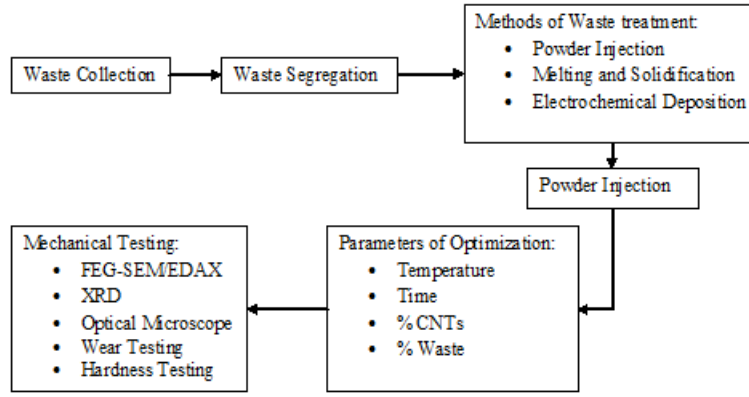 Waste Collection
Waste Segregation
Methods of Waste treatment:
• Powder Injection
• Melting and Solidification
• Electrochemical Deposition
Powder Injection
Parameters of Optimization:
• Temperature
• Time
• % CNTs
• % Waste
Mechanical Testing:
• FEG-SEM/EDAX
• XRD
• Optical Microscope
• Wear Testing
• Hardness Testing